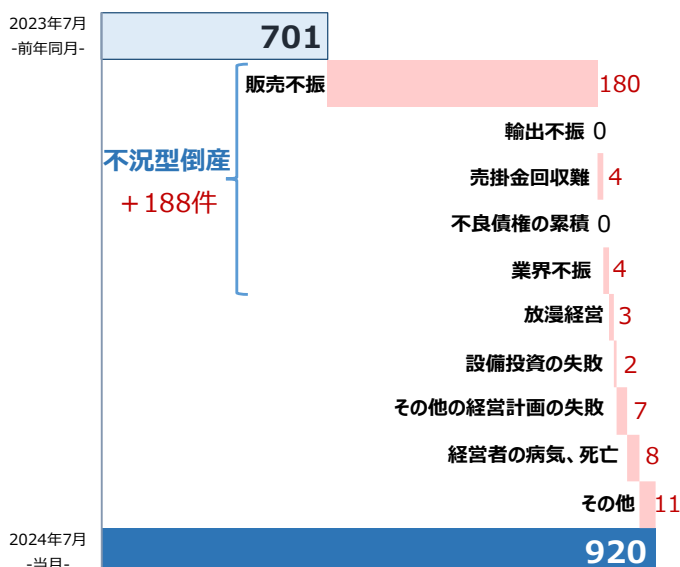 2023年7月
-前年同月-
701
販売不振
180
輸出不振 0
不況型倒産
+188件
売掛金回収難
4
不良債権の累積 0
業界不振
4
放漫経営
3
設備投資の失敗
2
その他の経営計画の失敗
7
経営者の病気、死亡
8
その他
11
2024年7月
-当月-
920